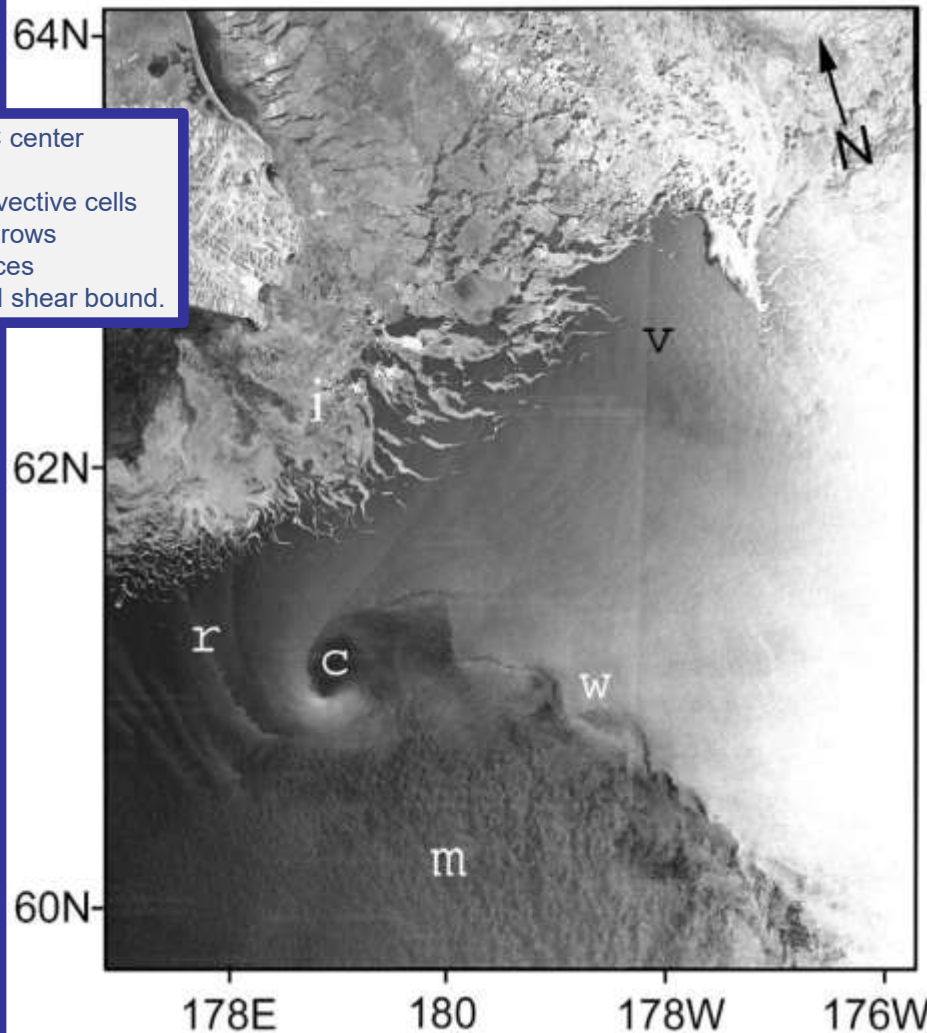 64N
N
center
vective cells
rows
ces
shear bound.
v
i
62N
r
c
w
m
60N
178E 180 178W 176W